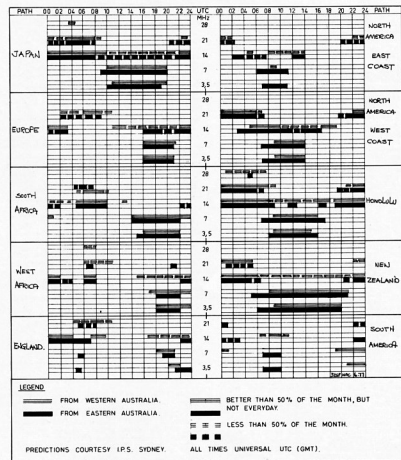 PATH 00 02 04 06 08 10 12 14 16 18 20 22 24 UTC 00 02 04 06 08 10 12 14 16 18 20 22 24 PATH
MHz
28
JAPAN 21 NORTH AMERICA
14 EAST
7 COAST
3,5
28
EUROPE 21 NORTH AMERICA
14 WEST
7 COAST
3,5
28
SOUTH AFRICA 21
14 HONOLULU
7
3,5
28
WEST AFRICA 21 NEW
14 ZEALAND
7
3,5
21 SOUTH
ENGLAND. 14 AMERICA
7
3,5
LEGEND
FROM WESTERN AUSTRALIA. BETTER THAN 50% OF THE MONTH, BUT
FROM EASTERN AUSTRALIA. NOT EVERYDAY.
LESS THAN 50% OF THE MONTH.
PREDICTIONS COURTESY I.P.S. SYDNEY. ALL TIMES UNIVERSAL UTC (GMT).